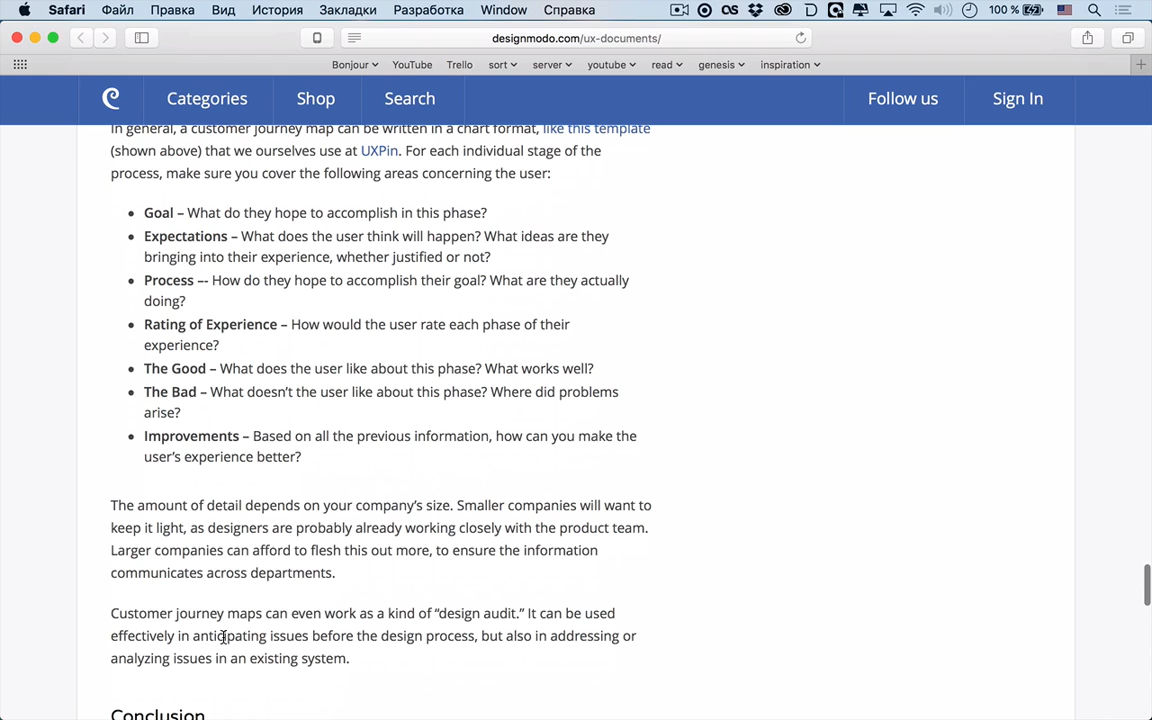 Safari Файл Правка Вид История Закладки Разработка Window Справка 100 %
designmodo.com/ux-documents/
Bonjour YouTube Trello sort server youtube read genesis inspiration
Categories Shop Search Follow us Sign In
In general, a customer journey map can be written in a chart format, like this template
(shown above) that we ourselves use at UXPin. For each individual stage of the
process, make sure you cover the following areas concerning the user:
• Goal – What do they hope to accomplish in this phase?
• Expectations – What does the user think will happen? What ideas are they
bringing into their experience, whether justified or not?
• Process –- How do they hope to accomplish their goal? What are they actually
doing?
• Rating of Experience – How would the user rate each phase of their
experience?
• The Good – What does the user like about this phase? What works well?
• The Bad – What doesn’t the user like about this phase? Where did problems
arise?
• Improvements – Based on all the previous information, how can you make the
user’s experience better?
The amount of detail depends on your company’s size. Smaller companies will want to
keep it light, as designers are probably already working closely with the product team.
Larger companies can afford to flesh this out more, to ensure the information
communicates across departments.
Customer journey maps can even work as a kind of “design audit.” It can be used
effectively in anticipating issues before the design process, but also in addressing or
analyzing issues in an existing system.
Conclusion